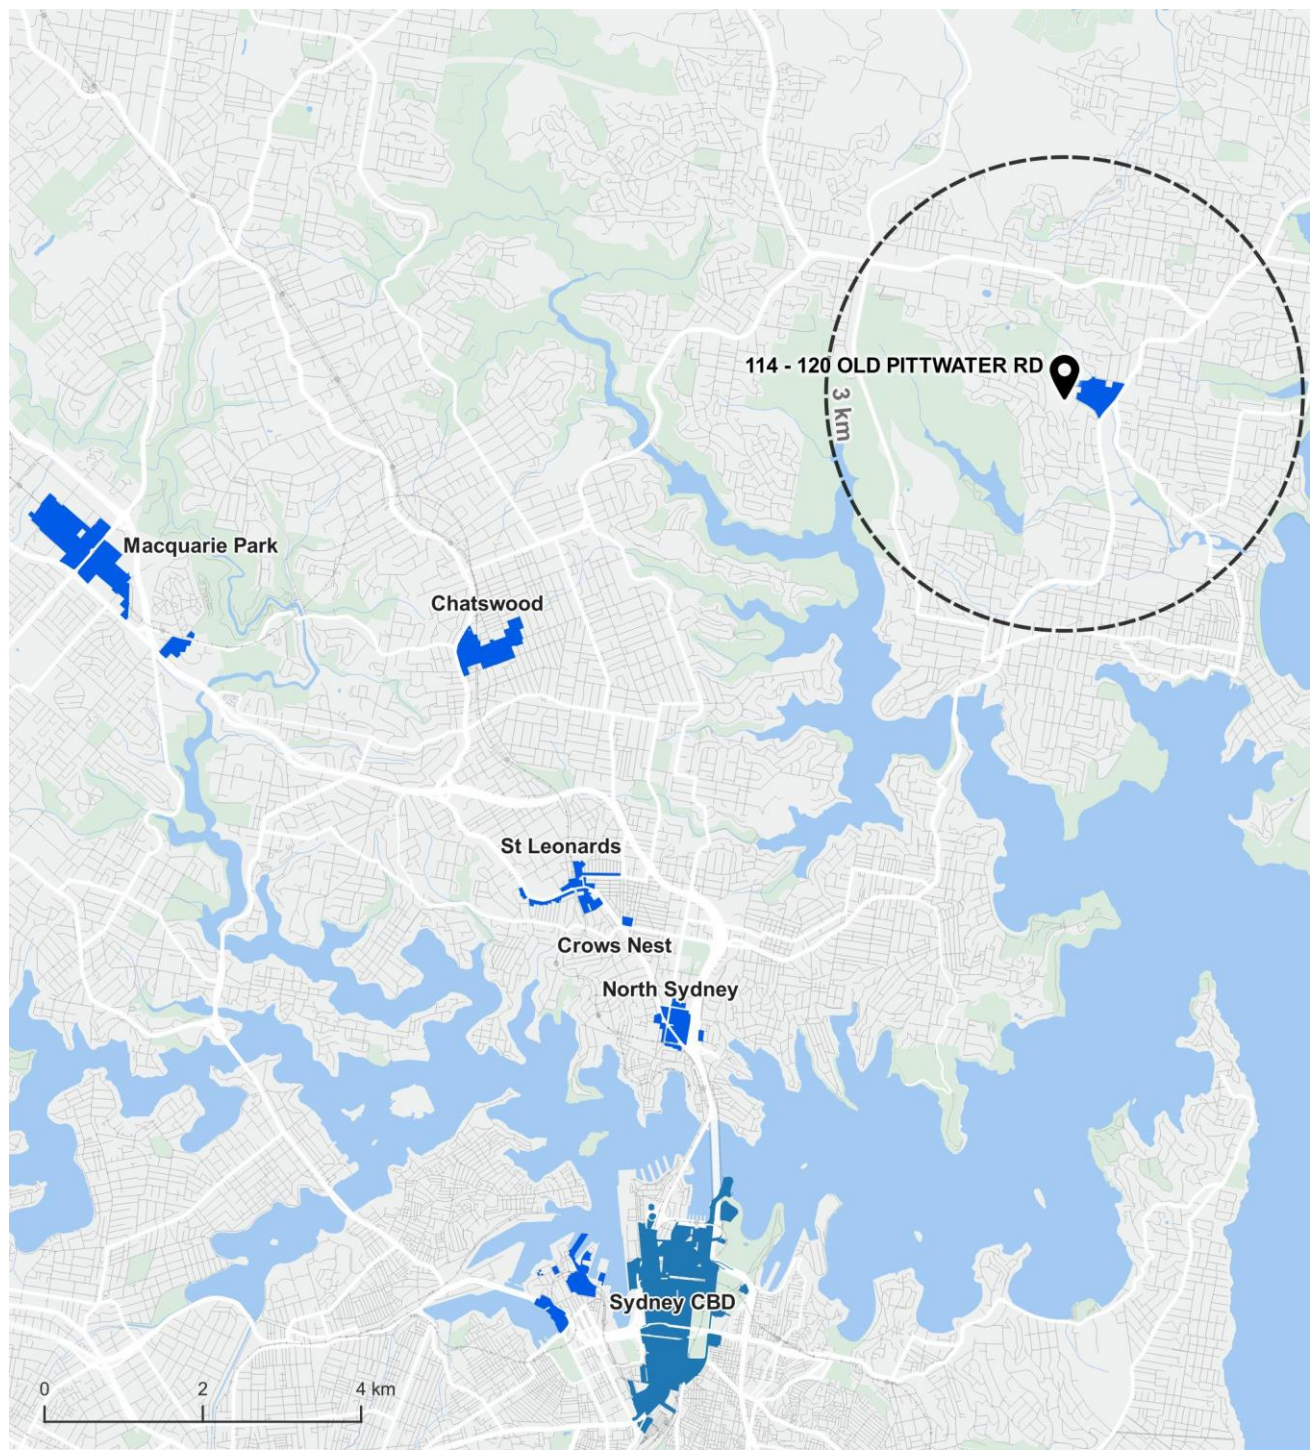 114 - 120 OLD PITTWATER RD
3 km
Macquarie Park
Chatswood
St Leonards
Crows Nest
North Sydney
Sydney CBD
0 2 4 km